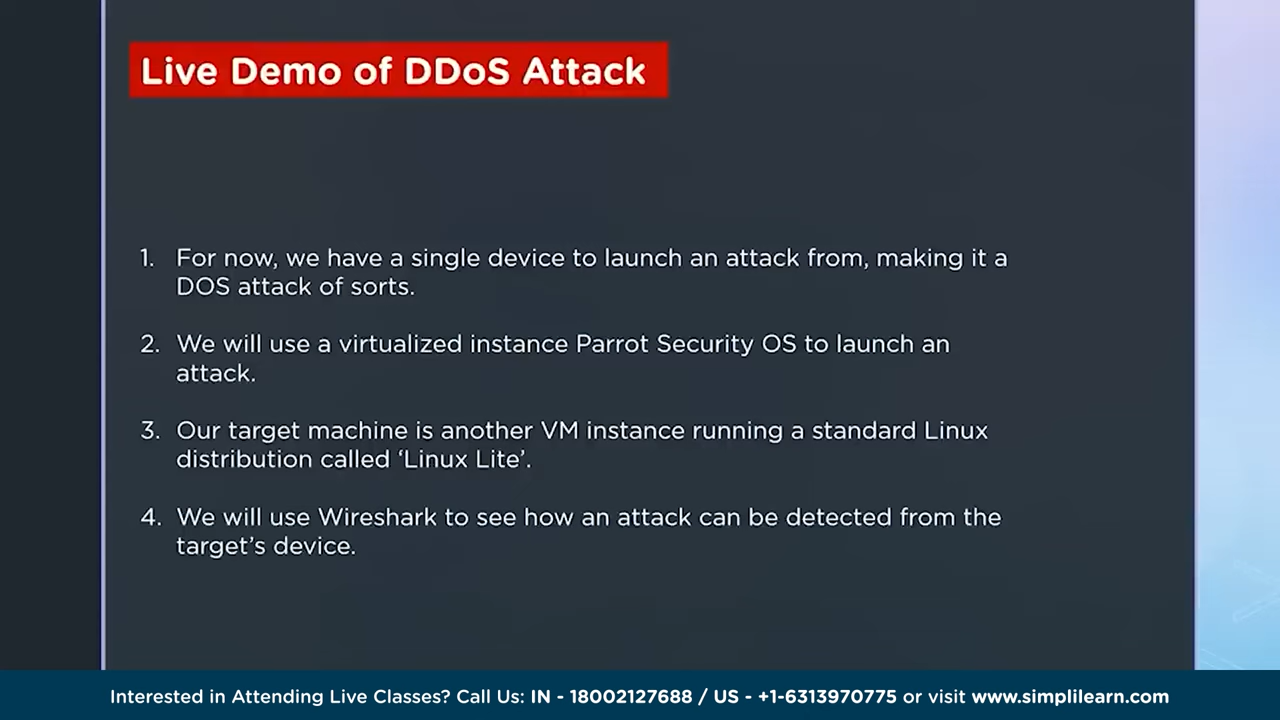 Live Demo of DDoS Attack
1. For now, we have a single device to launch an attack from, making it a
DOS attack of sorts.
2. We will use a virtualized instance Parrot Security OS to launch an
attack.
3. Our target machine is another VM instance running a standard Linux
distribution called ‘Linux Lite’.
4. We will use Wireshark to see how an attack can be detected from the
target’s device.
Interested in Attending Live Classes? Call Us: IN - 18002127688 / US - +1-6313970775 or visit www.simplilearn.com